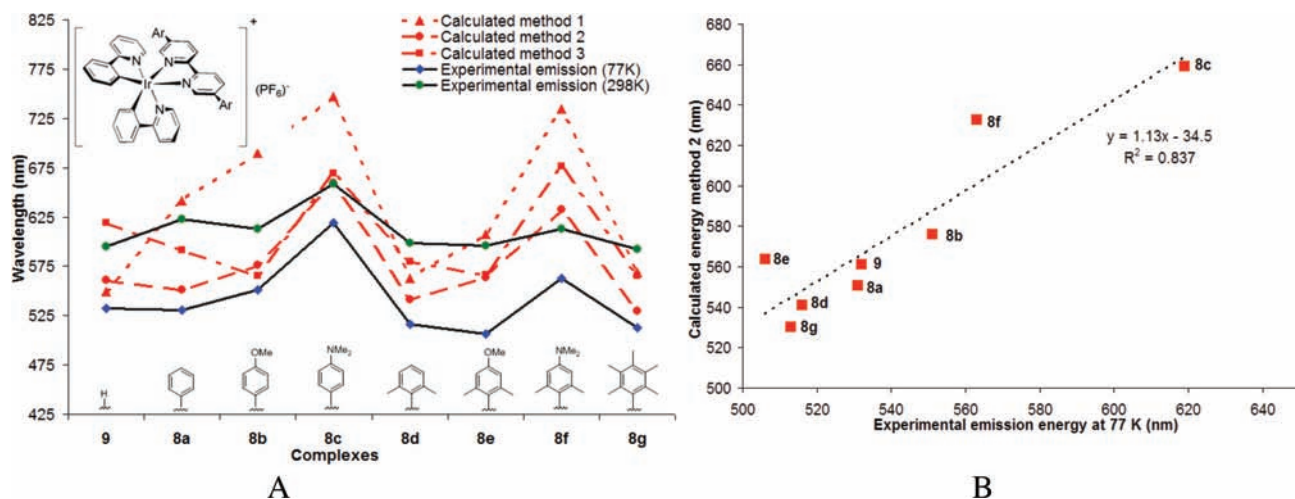 825
775
725
675
625
575
525
475
425
Wavelength (nm)
Calculated method 1
Calculated method 2
Calculated method 3
Experimental emission (77K)
Experimental emission (298K)
+
Ar
N
N
N
Ir
N
Ar
(PF₆)⁻
H
OMe
NMe₂
OMe
NMe₂
9 8a 8b 8c 8d 8e 8f 8g
Complexes
A
Calculated energy method 2 (nm)
660
640
620
600
580
560
540
520
500
8c
8f
y = 1.13x - 34.5
R² = 0.837
8b
8e
9
8a
8d
8g
500 520 540 560 580 600 620 640
Experimental emission energy at 77 K (nm)
B